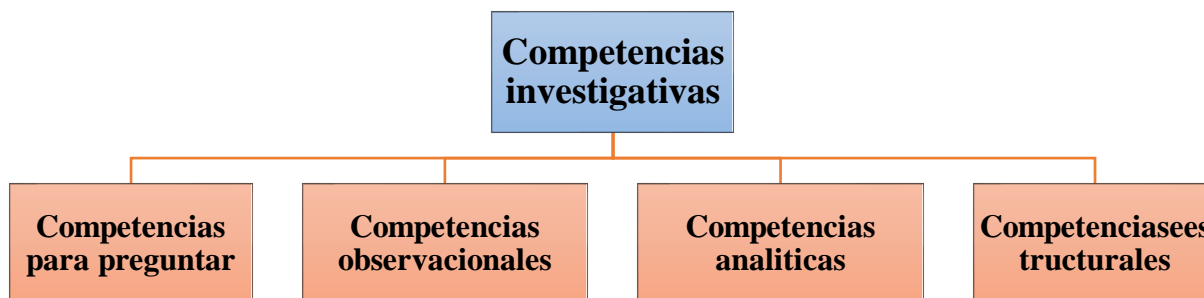 Competencias
investigativas
Competencias
para preguntar
Competencias
observacionales
Competencias
analiticas
Competenciasees
tructurales